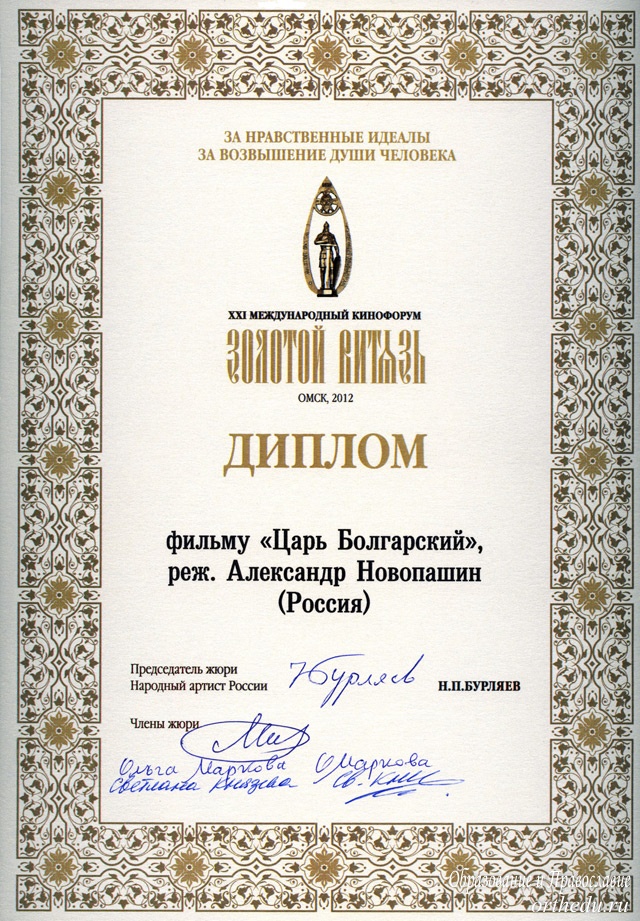 ЗА НРАВСТВЕННЫЕ ИДЕАЛЫ
ЗА ВОЗВЫШЕНИЕ ДУШИ ЧЕЛОВЕКА
XXI МЕЖДУНАРОДНЫЙ КИНОФОРУМ
ЗОЛОТОЙ ВИТЯЗЬ
ОМСК, 2012
ДИПЛОМ
фильму «Царь Болгарский»,
реж. Александр Новопашин
(Россия)
Председатель жюри
Народный артист России НБурляев Н.П.БУРЛЯЕВ
Члены жюри
Ольга Маркова ОМаркова
Светлана Князева
Образование и Православие
orthedu.ru